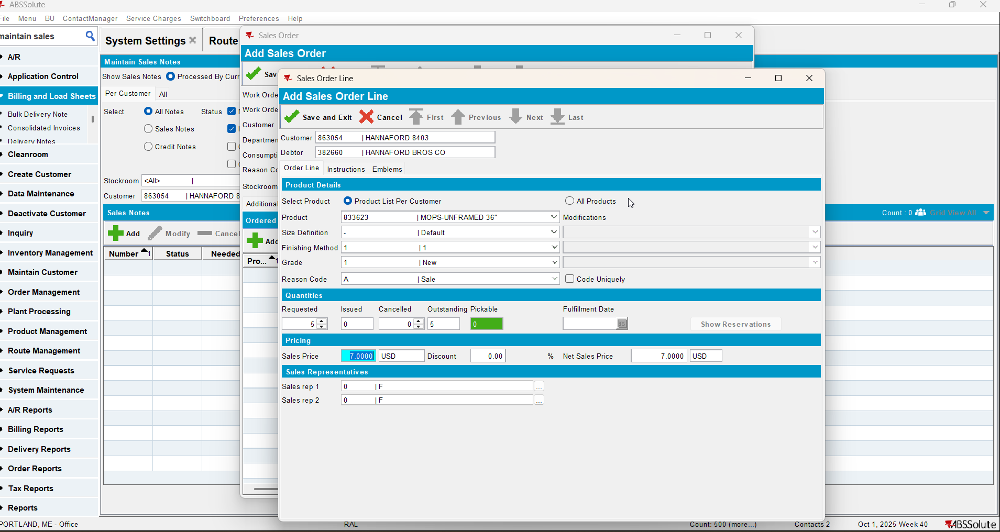 ABSSolute
File Menu BU ContactManager Service Charges Switchboard Preferences Help
maintain sales
System Settings
Route
A/R
Application Control
Billing and Load Sheets
Bulk Delivery Note
Consolidated Invoices
Delivery Notes
Cleanroom
Create Customer
Data Maintenance
Deactivate Customer
Inquiry
Inventory Management
Maintain Customer
Order Management
Plant Processing
Product Management
Route Management
Service Requests
System Maintenance
A/R Reports
Billing Reports
Delivery Reports
Order Reports
Tax Reports
Reports
Maintain Sales Notes
Show Sales Notes Processed By Curr
Per Customer All
Select All Notes Status
Sales Notes
Credit Notes
Stockroom <All> |
Customer 863054 | HANNAFORD 8
Sales Notes
Add Modify Cancel
Number 1 Status Needed
Count : 0 Grid View All
Sales Order
Add Sales Order
Sav
Work Orde
Work Orde
Customer
Departmen
Consumpti
Reason Co
Stockroom
Additional
Ordered
Add
Pro... 1
Sales Order Line
Add Sales Order Line
Save and Exit Cancel First Previous Next Last
Customer 863054 | HANNAFORD 8403
Debtor 382660 | HANNAFORD BROS CO
Order Line Instructions Emblems
Product Details
Select Product Product List Per Customer All Products
Product 833623 | MOPS-UNFRAMED 36" Modifications
Size Definition - | Default
Finishing Method 1 | 1
Grade 1 | New
Reason Code A | Sale Code Uniquely
Quantities
Requested Issued Cancelled Outstanding Pickable Fulfillment Date
5 0 0 5 0 16 Show Reservations
Pricing
Sales Price 7.0000 USD Discount 0.00 % Net Sales Price 7.0000 USD
Sales Representatives
Sales rep 1 0 | F ...
Sales rep 2 0 | F ...
PORTLAND, ME - Office RAL Count: 500 (more...) Contacts 2 Oct 1, 2025 Week 40 ABSSolute